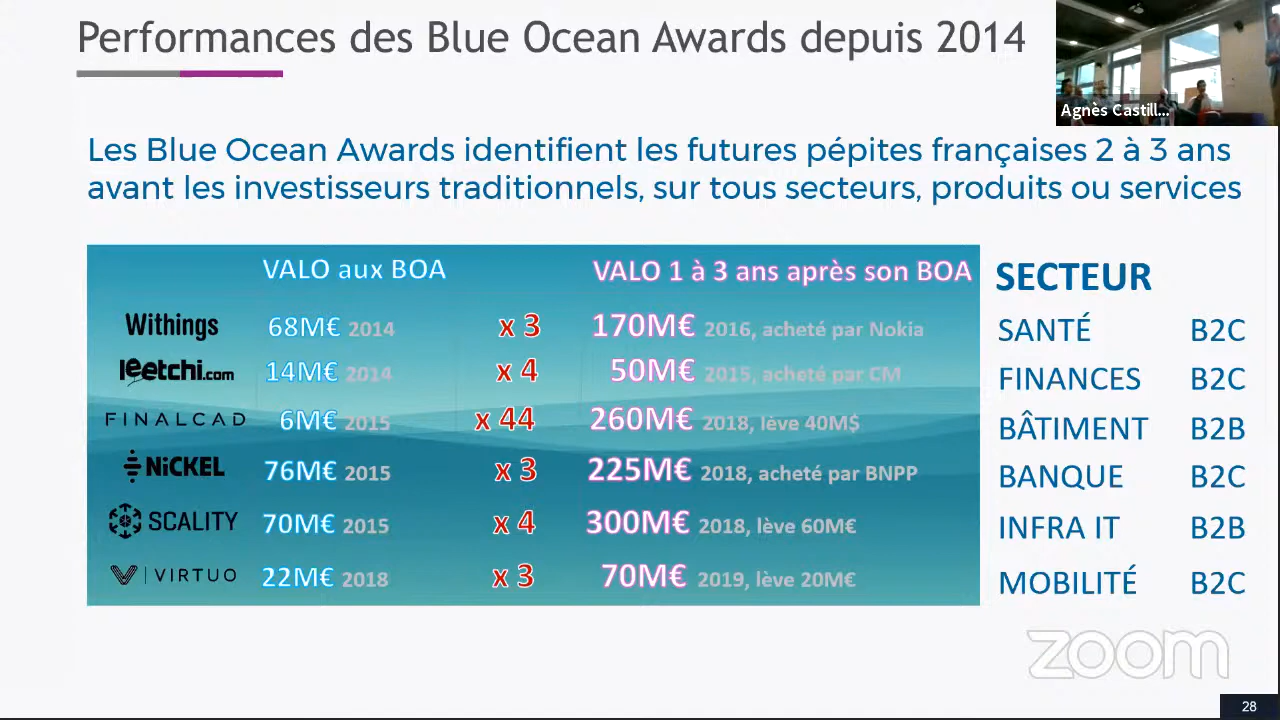 Performances des Blue Ocean Awards depuis 2014
Agnès Castill...
Les Blue Ocean Awards identifient les futures pépites françaises 2 à 3 ans
avant les investisseurs traditionnels, sur tous secteurs, produits ou services
VALO aux BOA VALO 1 à 3 ans après son BOA SECTEUR
Withings 68M€ 2014 x 3 170M€ 2016, acheté par Nokia SANTÉ B2C
leetchi.com 14M€ 2014 x 4 50M€ 2015, acheté par CM FINANCES B2C
FINALCAD 6M€ 2015 x 44 260M€ 2018, lève 40M$ BÂTIMENT B2B
NiCKEL 76M€ 2015 x 3 225M€ 2018, acheté par BNPP BANQUE B2C
SCALITY 70M€ 2015 x 4 300M€ 2018, lève 60M€ INFRA IT B2B
VIRTUO 22M€ 2018 x 3 70M€ 2019, lève 20M€ MOBILITÉ B2C
zoom
28